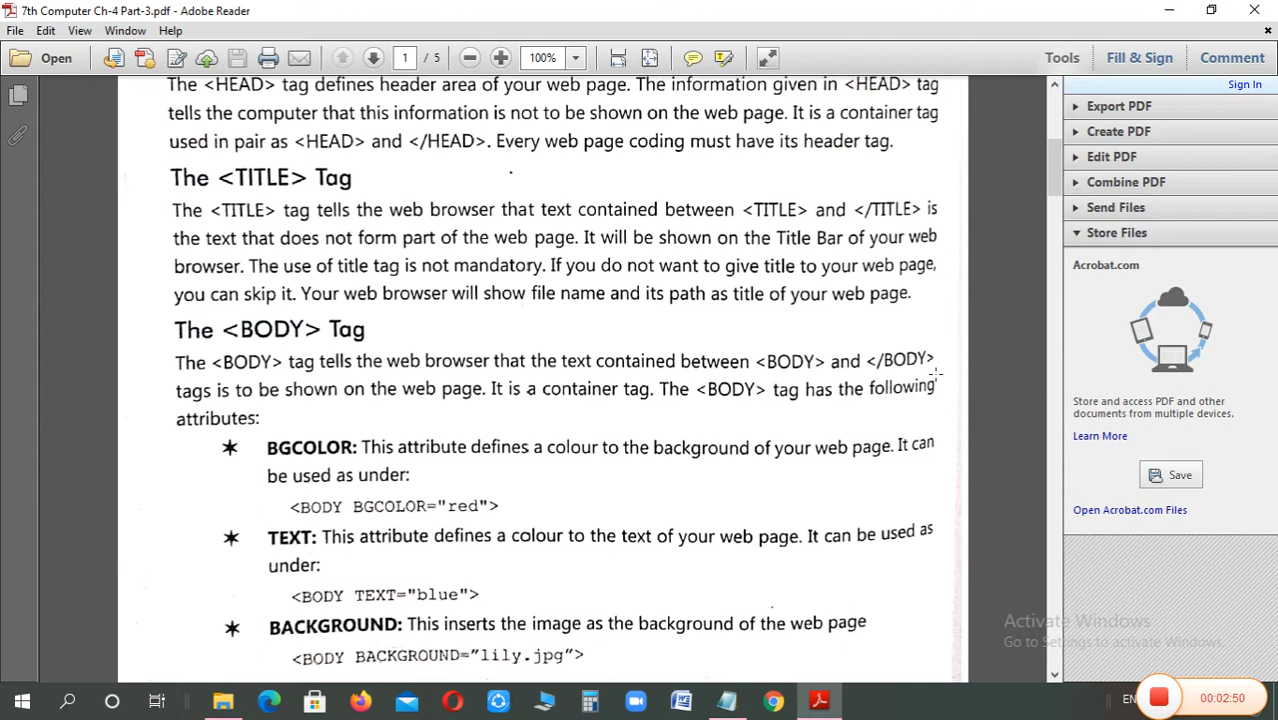 7th Computer Ch-4 Part-3.pdf - Adobe Reader
File Edit View Window Help
Open 1 / 5 100% Tools Fill & Sign Comment
Sign In
The <HEAD> tag defines header area of your web page. The information given in <HEAD> tag
tells the computer that this information is not to be shown on the web page. It is a container tag
used in pair as <HEAD> and </HEAD>. Every web page coding must have its header tag.
The <TITLE> Tag
The <TITLE> tag tells the web browser that text contained between <TITLE> and </TITLE> is
the text that does not form part of the web page. It will be shown on the Title Bar of your web
browser. The use of title tag is not mandatory. If you do not want to give title to your web page,
you can skip it. Your web browser will show file name and its path as title of your web page.
The <BODY> Tag
The <BODY> tag tells the web browser that the text contained between <BODY> and </BODY>
tags is to be shown on the web page. It is a container tag. The <BODY> tag has the following
attributes:
BGCOLOR: This attribute defines a colour to the background of your web page. It can
be used as under:
<BODY BGCOLOR="red">
TEXT: This attribute defines a colour to the text of your web page. It can be used as
under:
<BODY TEXT="blue">
BACKGROUND: This inserts the image as the background of the web page
<BODY BACKGROUND="lily.jpg">
Export PDF
Create PDF
Edit PDF
Combine PDF
Send Files
Store Files
Acrobat.com
Store and access PDF and other
documents from multiple devices.
Learn More
Save
Open Acrobat.com Files
Activate Windows
Go to Settings to activate Windows.
EN
00:02:50